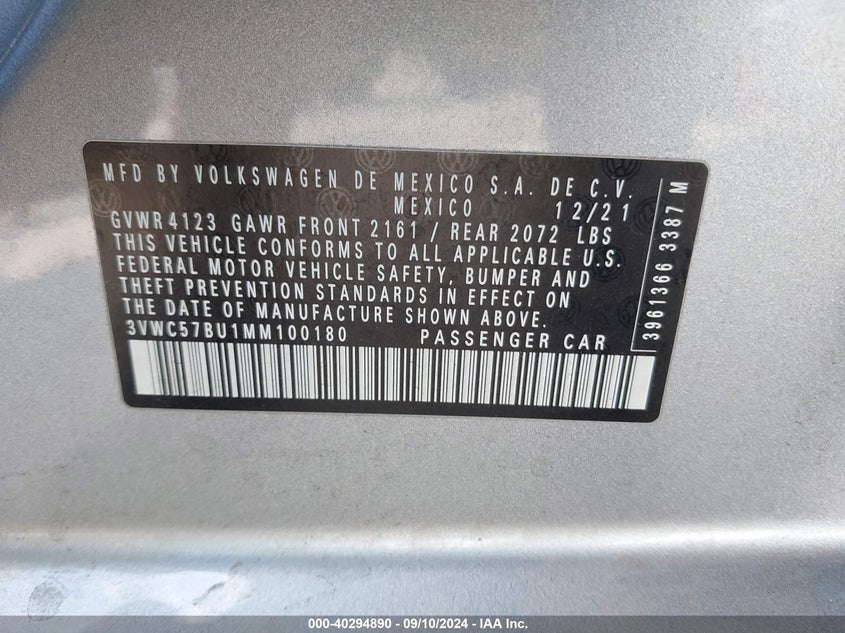 MFD BY VOLKSWAGEN DE MEXICO S.A. DE C.V.
MEXICO 12/21
GVWR 4123 GAWR FRONT 2161 / REAR 2072 LBS
THIS VEHICLE CONFORMS TO ALL APPLICABLE U.S.
FEDERAL MOTOR VEHICLE SAFETY, BUMPER AND
THEFT PREVENTION STANDARDS IN EFFECT ON
THE DATE OF MANUFACTURE SHOWN ABOVE.
3VWC57BU1MM100180 PASSENGER CAR
3961366 3387 M
000-40294890 - 09/10/2024 - IAA Inc.